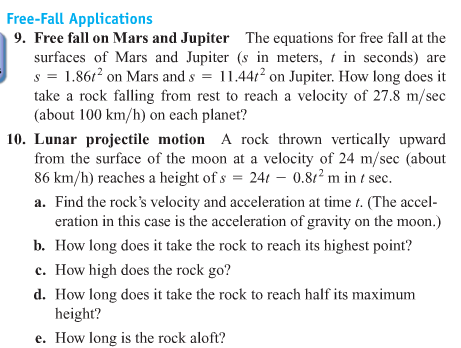 Free-Fall Applications
9. Free fall on Mars and Jupiter The equations for free fall at the
surfaces of Mars and Jupiter (s in meters, t in seconds) are
s = 1.86t² on Mars and s = 11.44t² on Jupiter. How long does it
take a rock falling from rest to reach a velocity of 27.8 m/sec
(about 100 km/h) on each planet?
10. Lunar projectile motion A rock thrown vertically upward
from the surface of the moon at a velocity of 24 m/sec (about
86 km/h) reaches a height of s = 24t − 0.8t² m in t sec.
a. Find the rock's velocity and acceleration at time t. (The accel-
eration in this case is the acceleration of gravity on the moon.)
b. How long does it take the rock to reach its highest point?
c. How high does the rock go?
d. How long does it take the rock to reach half its maximum
height?
e. How long is the rock aloft?